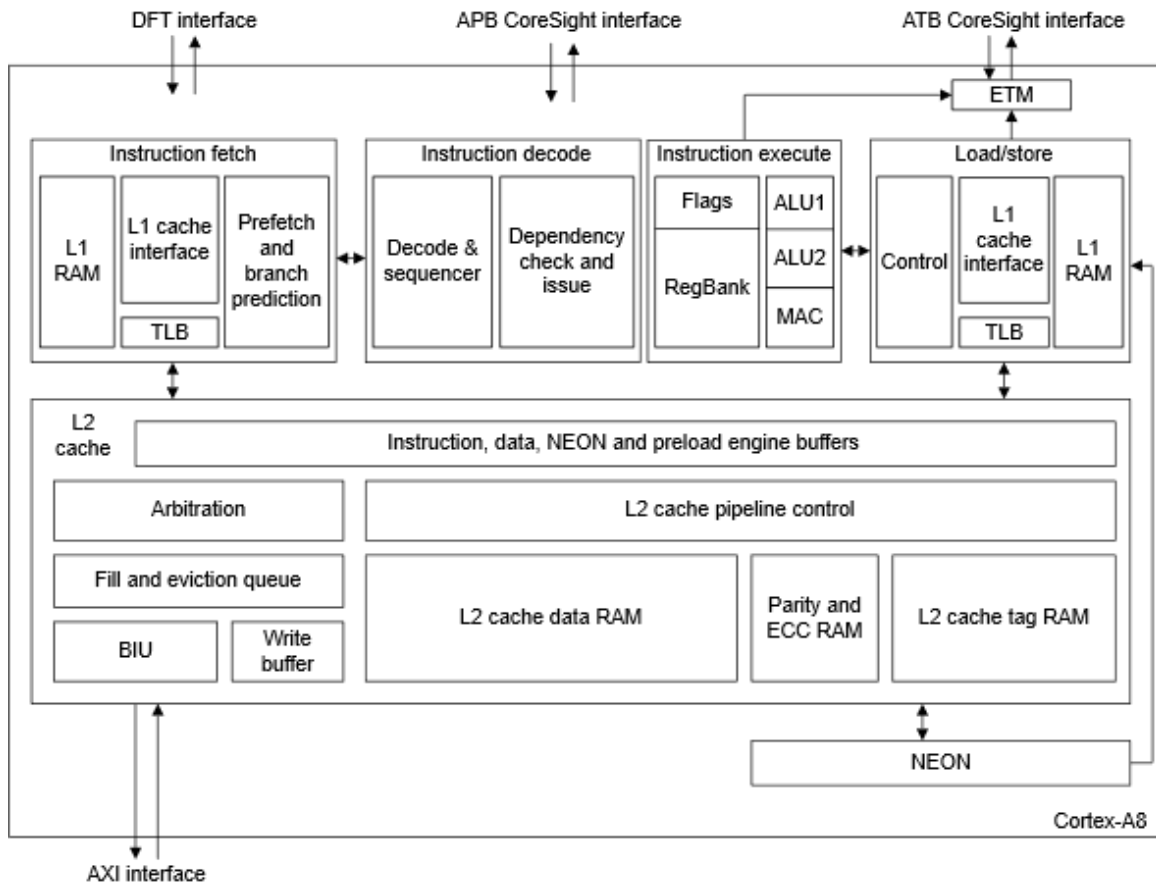 DFT interface
APB CoreSight interface
ATB CoreSight interface
ETM
Instruction fetch
L1
RAM
L1 cache
interface
TLB
Prefetch
and
branch
prediction
Instruction decode
Decode &
sequencer
Dependency
check and
issue
Instruction execute
Flags
RegBank
ALU1
ALU2
MAC
Load/store
Control
L1
cache
interface
TLB
L1
RAM
L2
cache
Instruction, data, NEON and preload engine buffers
Arbitration
L2 cache pipeline control
Fill and eviction queue
BIU
Write
buffer
L2 cache data RAM
Parity and
ECC RAM
L2 cache tag RAM
NEON
Cortex-A8
AXI interface